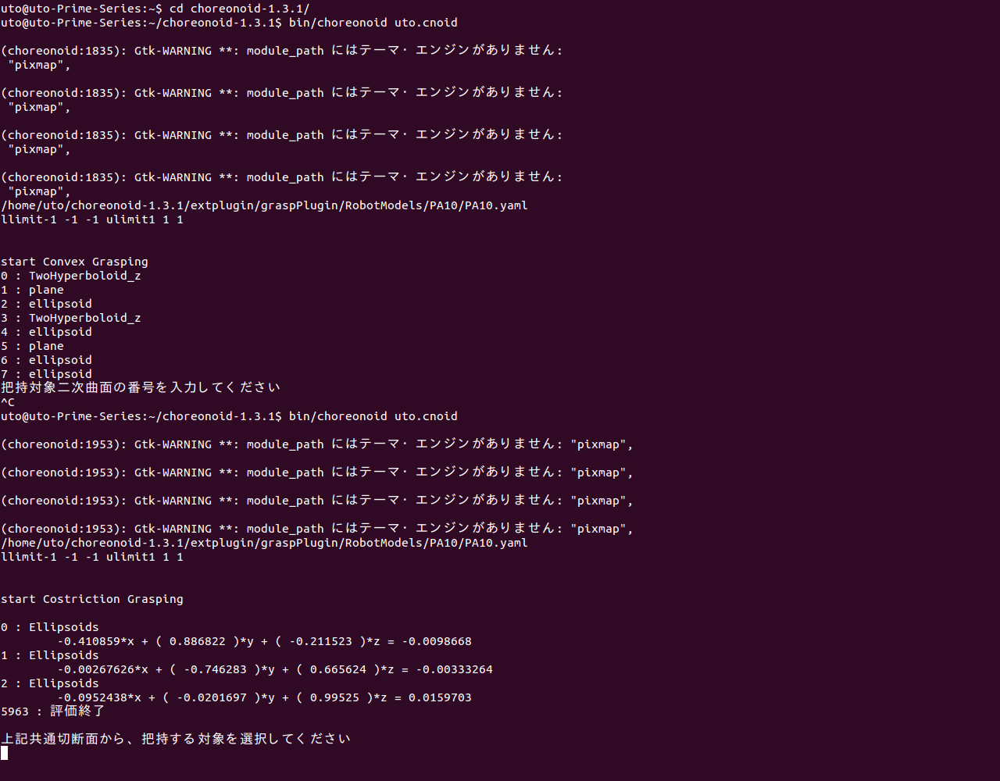 uto@uto-Prime-Series:~$ cd choreonoid-1.3.1/
uto@uto-Prime-Series:~/choreonoid-1.3.1$ bin/choreonoid uto.cnoid
(choreonoid:1835): Gtk-WARNING **: module_path にはテーマ・エンジンがありません:
"pixmap",
(choreonoid:1835): Gtk-WARNING **: module_path にはテーマ・エンジンがありません:
"pixmap",
(choreonoid:1835): Gtk-WARNING **: module_path にはテーマ・エンジンがありません:
"pixmap",
(choreonoid:1835): Gtk-WARNING **: module_path にはテーマ・エンジンがありません:
"pixmap",
/home/uto/choreonoid-1.3.1/extplugin/graspPlugin/RobotModels/PA10/PA10.yaml
llimit-1 -1 -1 ulimit1 1 1
start Convex Grasping
0 : TwoHyperboloid_z
1 : plane
2 : ellipsoid
3 : TwoHyperboloid_z
4 : ellipsoid
5 : plane
6 : ellipsoid
7 : ellipsoid
把持対象二次曲面の番号を入力してください
^C
uto@uto-Prime-Series:~/choreonoid-1.3.1$ bin/choreonoid uto.cnoid
(choreonoid:1953): Gtk-WARNING **: module_path にはテーマ・エンジンがありません: "pixmap",
(choreonoid:1953): Gtk-WARNING **: module_path にはテーマ・エンジンがありません: "pixmap",
(choreonoid:1953): Gtk-WARNING **: module_path にはテーマ・エンジンがありません: "pixmap",
(choreonoid:1953): Gtk-WARNING **: module_path にはテーマ・エンジンがありません: "pixmap",
/home/uto/choreonoid-1.3.1/extplugin/graspPlugin/RobotModels/PA10/PA10.yaml
llimit-1 -1 -1 ulimit1 1 1
start Costriction Grasping
0 : Ellipsoids
-0.410859*x + ( 0.886822 )*y + ( -0.211523 )*z = -0.0098668
1 : Ellipsoids
-0.00267626*x + ( -0.746283 )*y + ( 0.665624 )*z = -0.00333264
2 : Ellipsoids
-0.0952438*x + ( -0.0201697 )*y + ( 0.99525 )*z = 0.0159703
5963 : 評価終了
上記共通切断面から、把持する対象を選択してください